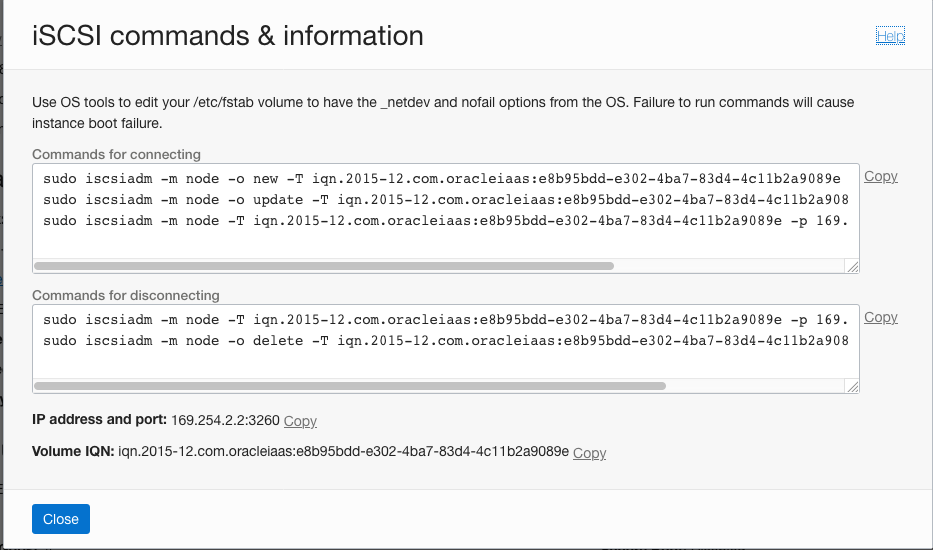 iSCSI commands & information
Help
Use OS tools to edit your /etc/fstab volume to have the _netdev and nofail options from the OS. Failure to run commands will cause
instance boot failure.
Commands for connecting
sudo iscsiadm -m node -o new -T iqn.2015-12.com.oracleiaas:e8b95bdd-e302-4ba7-83d4-4c11b2a9089e
sudo iscsiadm -m node -o update -T iqn.2015-12.com.oracleiaas:e8b95bdd-e302-4ba7-83d4-4c11b2a908
sudo iscsiadm -m node -T iqn.2015-12.com.oracleiaas:e8b95bdd-e302-4ba7-83d4-4c11b2a9089e -p 169.
Copy
Commands for disconnecting
sudo iscsiadm -m node -T iqn.2015-12.com.oracleiaas:e8b95bdd-e302-4ba7-83d4-4c11b2a9089e -p 169.
sudo iscsiadm -m node -o delete -T iqn.2015-12.com.oracleiaas:e8b95bdd-e302-4ba7-83d4-4c11b2a908
Copy
IP address and port: 169.254.2.2:3260 Copy
Volume IQN: iqn.2015-12.com.oracleiaas:e8b95bdd-e302-4ba7-83d4-4c11b2a9089e Copy
Close